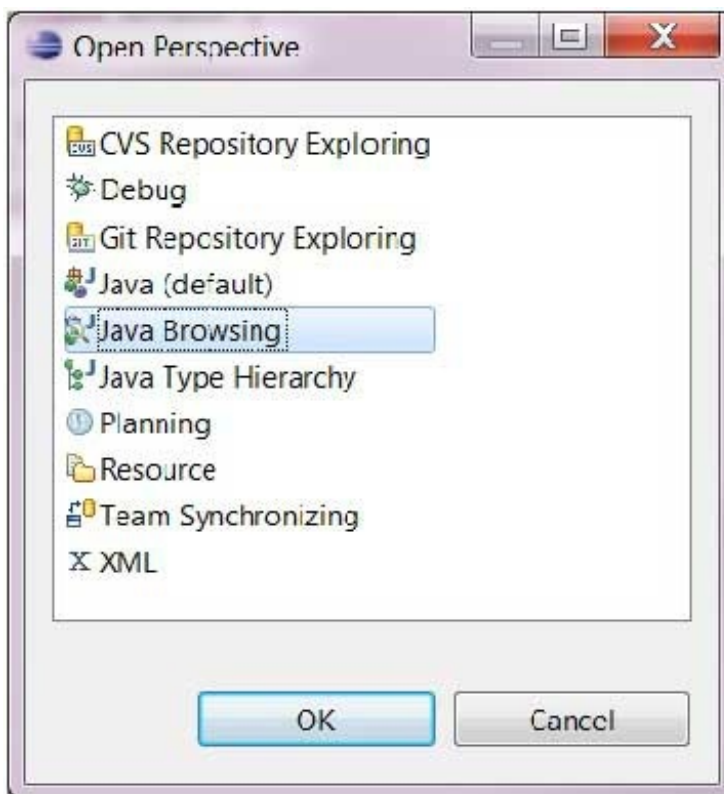 Open Perspective
CVS Repository Exploring
Debug
Git Repository Exploring
Java (default)
Java Browsing
Java Type Hierarchy
Planning
Resource
Team Synchronizing
X XML
OK
Cancel